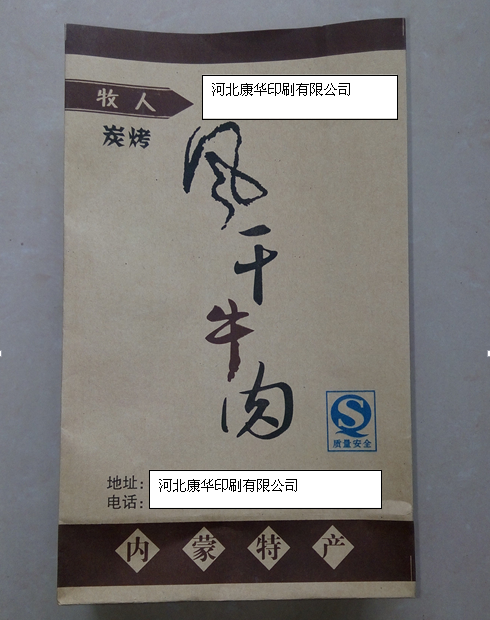 河北康华印刷有限公司
牧人
炭烤
风干牛肉
质量安全
地址：河北康华印刷有限公司
电话：
内蒙特产